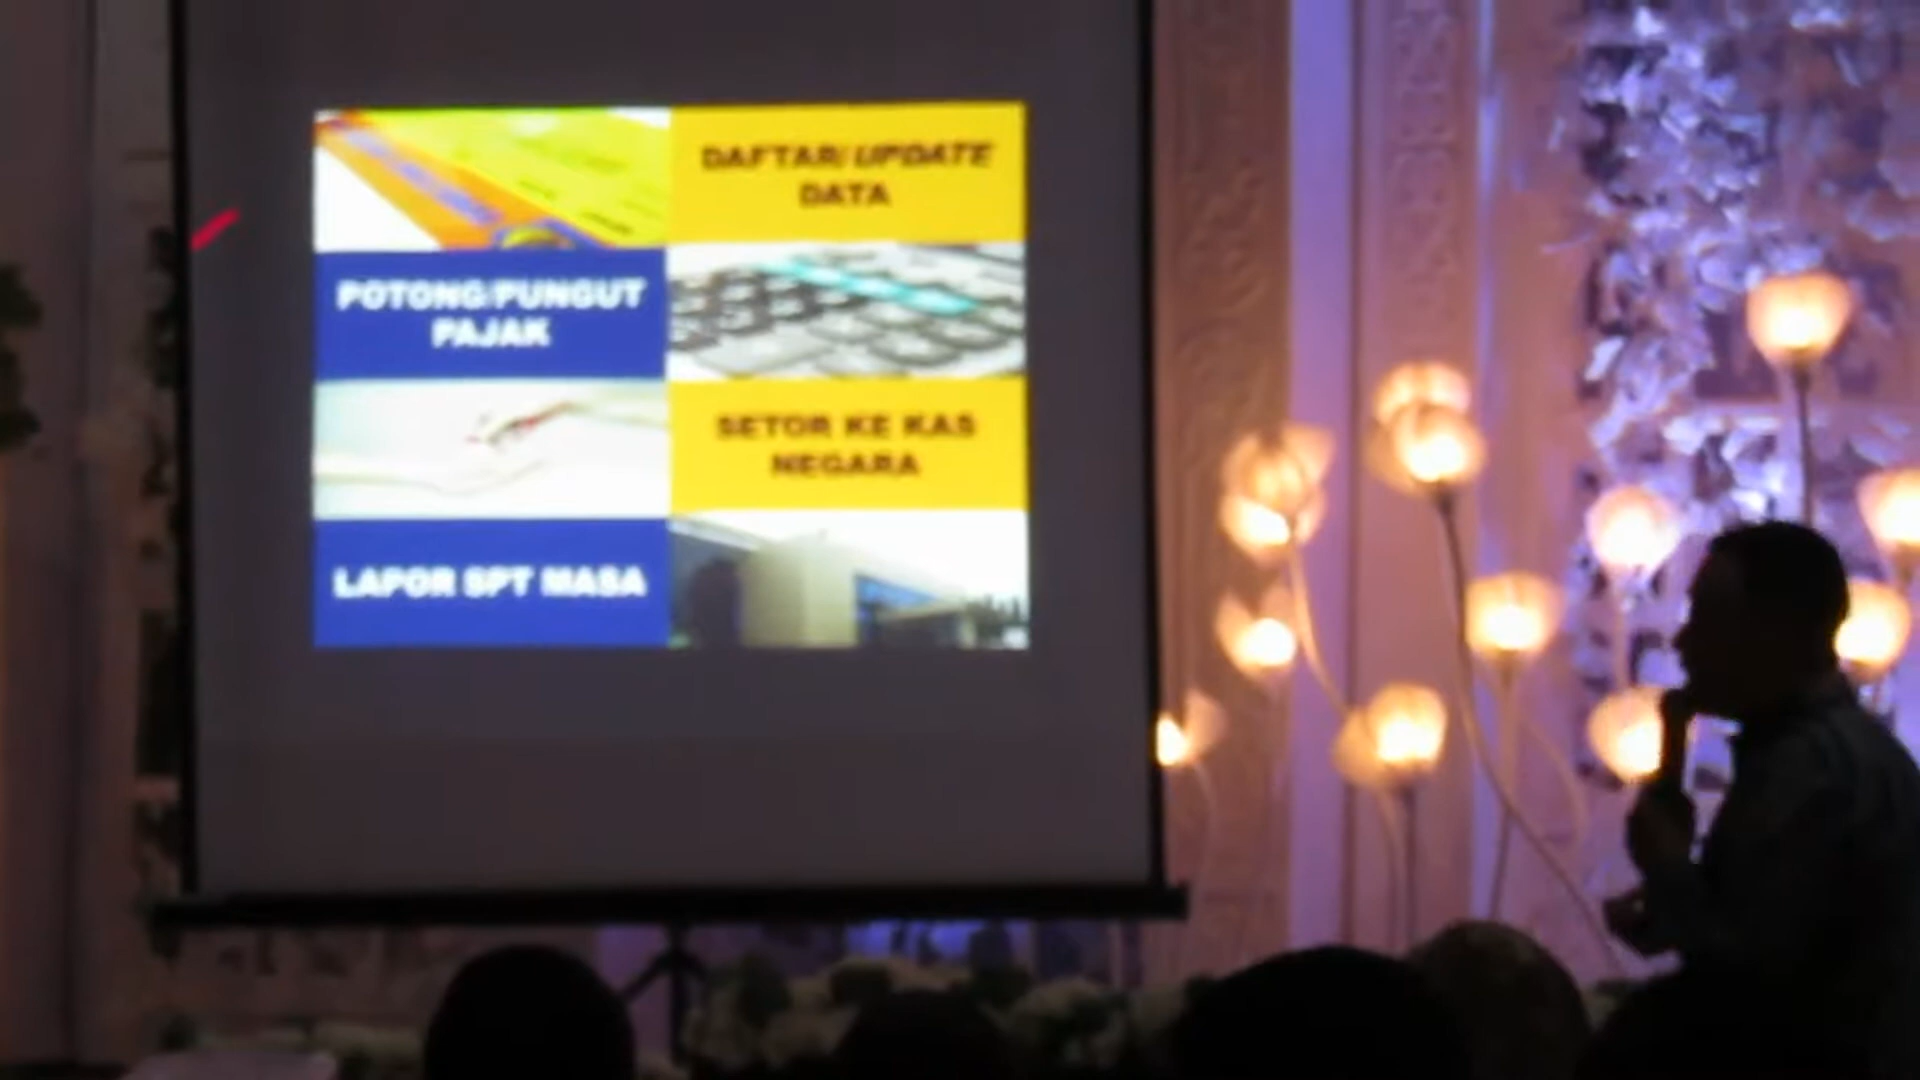 DAFTAR/ UPDATE
DATA
POTONG/PUNGUT
PAJAK
SETOR KE KAS
NEGARA
LAPOR SPT MASA